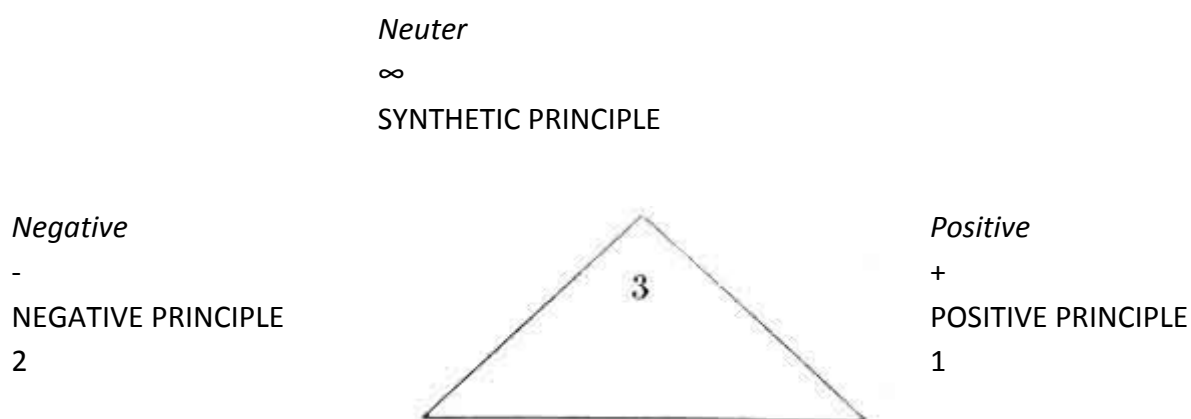 Neuter
∞
SYNTHETIC PRINCIPLE
Negative
-
NEGATIVE PRINCIPLE
2
3
Positive
+
POSITIVE PRINCIPLE
1